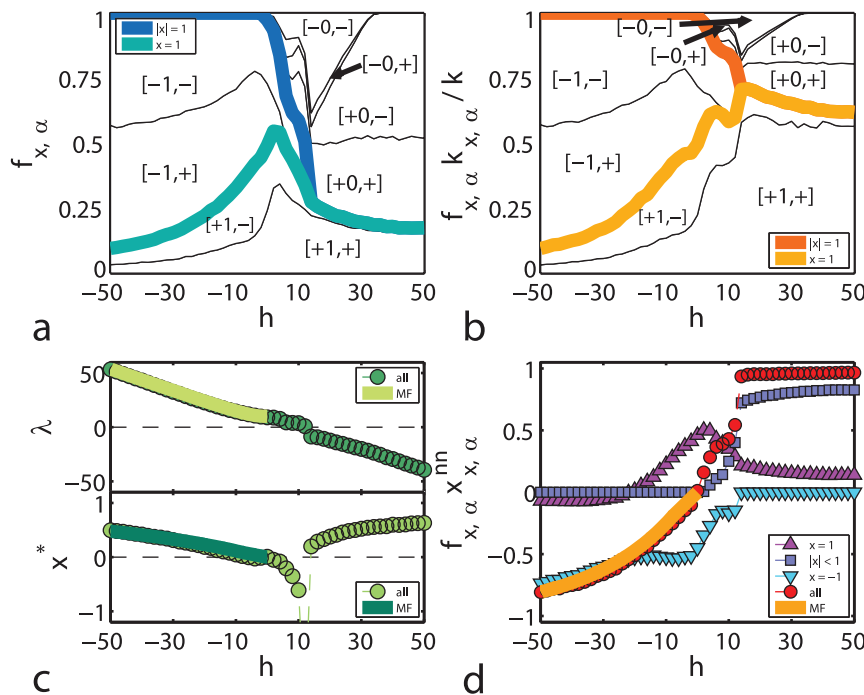 f x, α
1
0.75
0.5
0.25
0
|x| = 1
x = 1
[−0,−]
[−0,+]
[−1,−]
[+0,−]
[−1,+]
[+0,+]
[+1,−]
[+1,+]
−50 −30 −10 10 30 50
h
a
f x, α k x, α / k
1
0.75
0.5
0.25
0
[−0,−]
[−0,+]
[+0,−]
[−1,−]
[+0,+]
[−1,+]
[+1,−]
[+1,+]
|x| = 1
x = 1
−50 −30 −10 10 30 50
h
b
λ
50
0
−50
all
MF
x*
1
0
−1
all
MF
−50 −30 −10 10 30 50
h
c
f x, α x nn x, α
1
0.5
0
−0.5
−1
x = 1
|x| < 1
x = −1
all
MF
−50 −30 −10 10 30 50
h
d